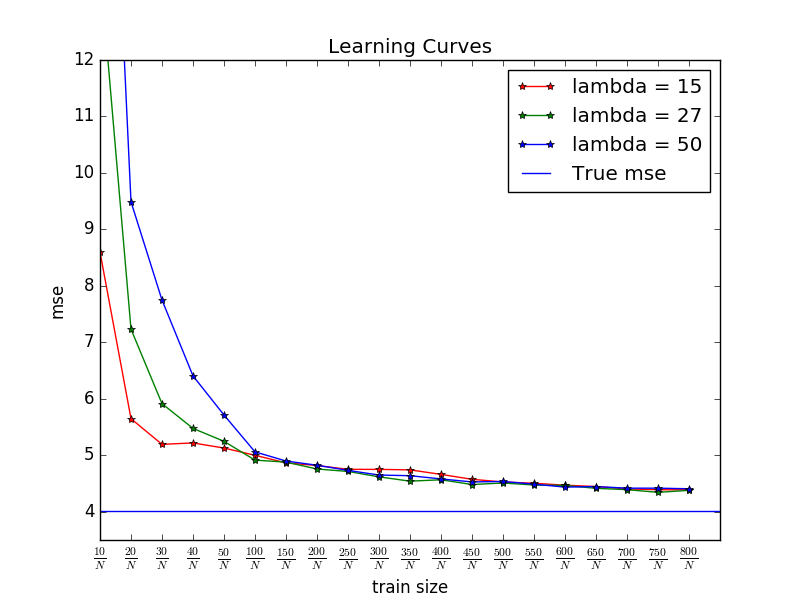 Learning Curves
lambda = 15
lambda = 27
lambda = 50
True mse
12
11
10
9
8
7
6
5
4
mse
10/N 20/N 30/N 40/N 50/N 100/N 150/N 200/N 250/N 300/N 350/N 400/N 450/N 500/N 550/N 600/N 650/N 700/N 750/N 800/N
train size